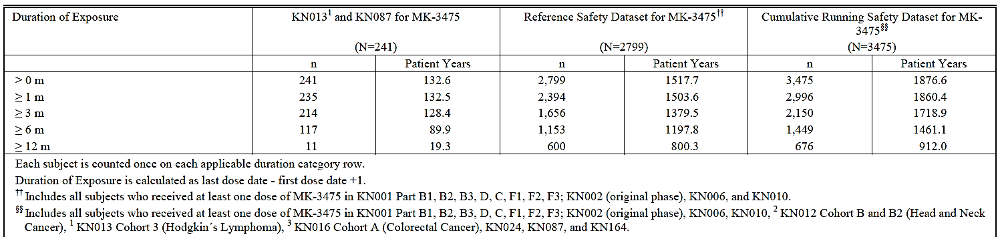 Duration of Exposure KN013¹ and KN087 for MK-3475 Reference Safety Dataset for MK-3475†† Cumulative Running Safety Dataset for MK-
3475§§
(N=241) (N=2799) (N=3475)
n Patient Years n Patient Years n Patient Years
> 0 m 241 132.6 2,799 1517.7 3,475 1876.6
≥ 1 m 235 132.5 2,394 1503.6 2,996 1860.4
≥ 3 m 214 128.4 1,656 1379.5 2,150 1718.9
≥ 6 m 117 89.9 1,153 1197.8 1,449 1461.1
≥ 12 m 11 19.3 600 800.3 676 912.0
Each subject is counted once on each applicable duration category row.
Duration of Exposure is calculated as last dose date - first dose date +1.
†† Includes all subjects who received at least one dose of MK-3475 in KN001 Part B1, B2, B3, D, C, F1, F2, F3; KN002 (original phase), KN006, and KN010.
§§ Includes all subjects who received at least one dose of MK-3475 in KN001 Part B1, B2, B3, D, C, F1, F2, F3; KN002 (original phase), KN006, KN010, ² KN012 Cohort B and B2 (Head and Neck
Cancer), ¹ KN013 Cohort 3 (Hodgkin´s Lymphoma), ³ KN016 Cohort A (Colorectal Cancer), KN024, KN087, and KN164.